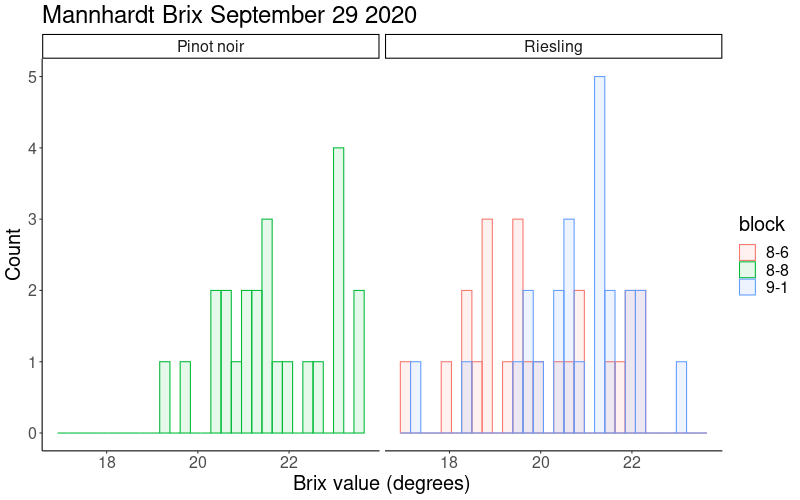 Mannhardt Brix September 29 2020
Pinot noir Riesling
5
4
3
2
1
0
Count
18 20 22 18 20 22
Brix value (degrees)
block
8-6
8-8
9-1